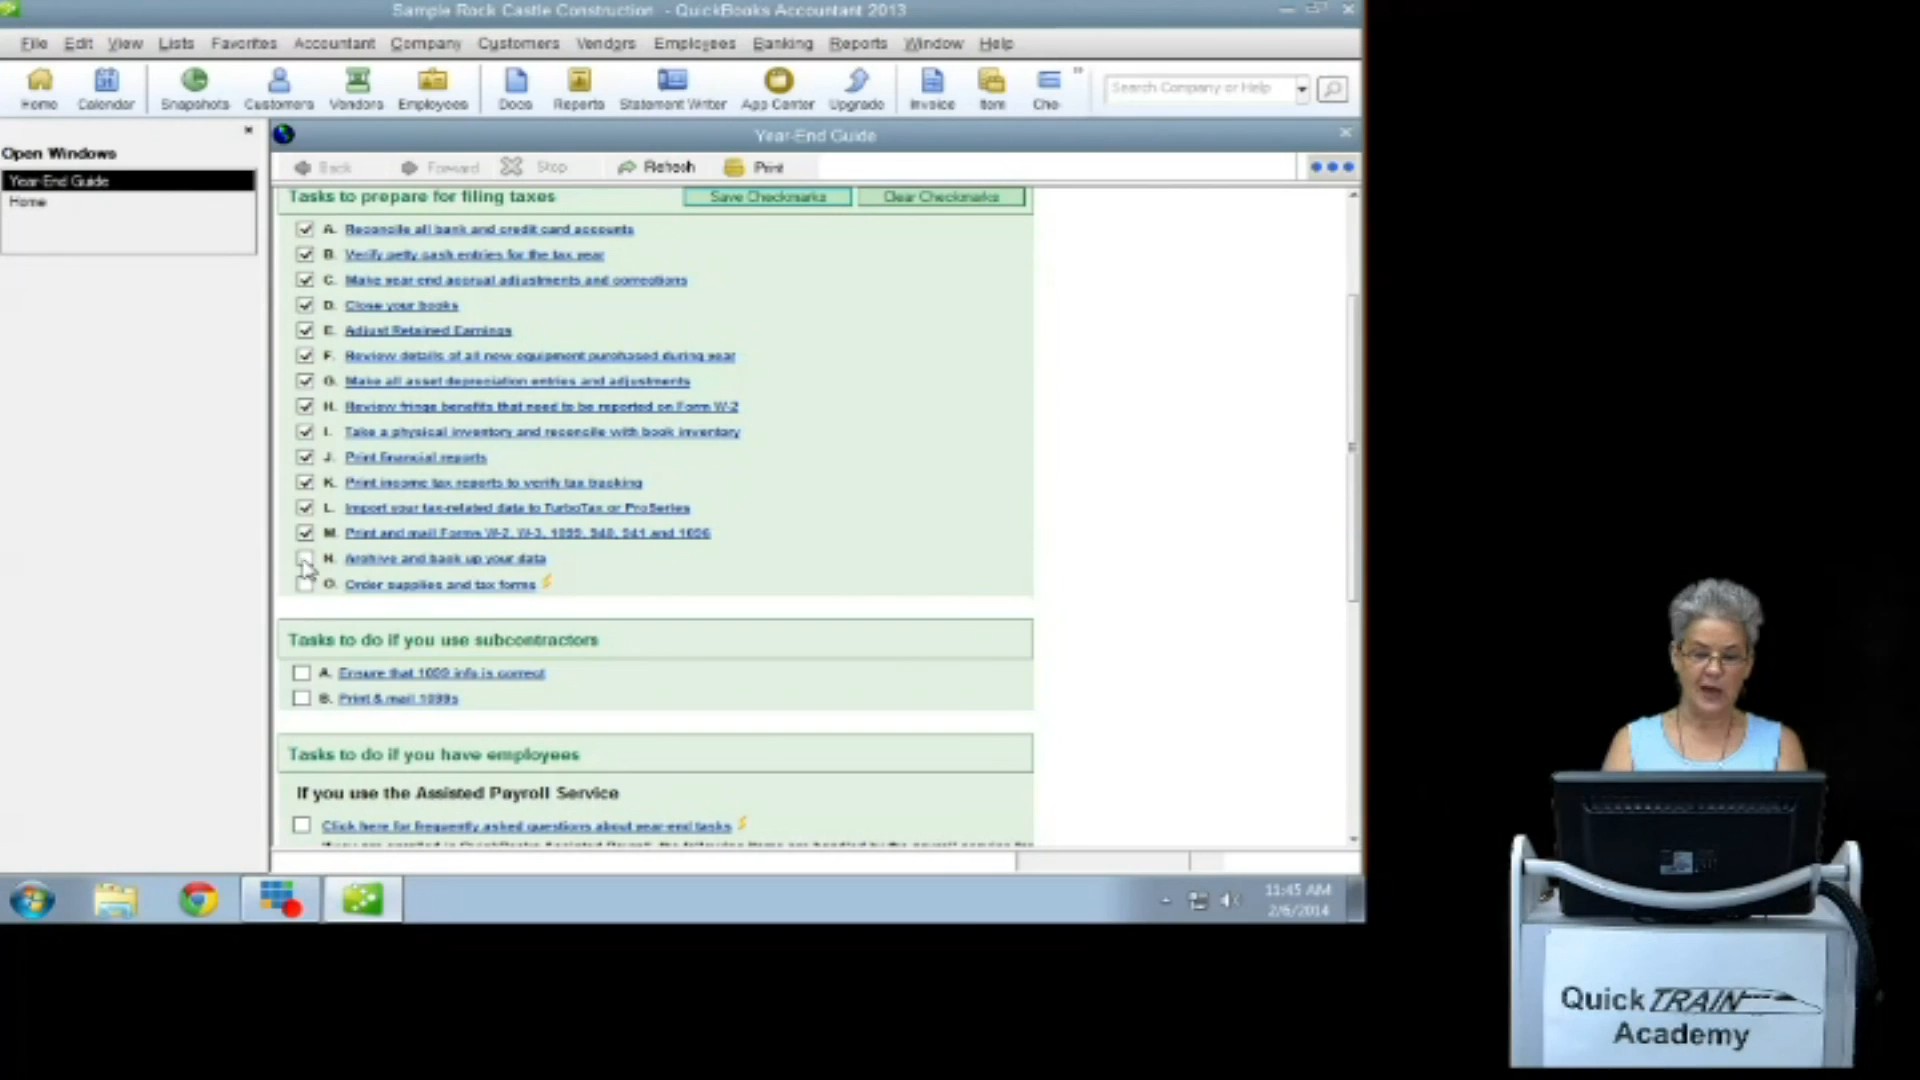 Sample Rock Castle Construction - QuickBooks Accountant 2013
File Edit View Lists Favorites Accountant Company Customers Vendors Employees Banking Reports Window Help
Home Calendar Snapshots Customers Vendors Employees Docs Reports Statement Writer App Center Upgrade Invoice Item Che
Search Company or Help
Open Windows
Year-End Guide
Home
Year-End Guide
Back Forward Stop Refresh Print
Tasks to prepare for filing taxes Save Checkmarks Clear Checkmarks
A. Reconcile all bank and credit card accounts
B. Verify petty cash entries for the tax year
C. Make year end accrual adjustments and corrections
D. Close your books
E. Adjust Retained Earnings
F. Review details of all new equipment purchased during year
G. Make all asset depreciation entries and adjustments
H. Review fringe benefits that need to be reported on Form W-2
I. Take a physical inventory and reconcile with book inventory
J. Print financial reports
K. Print income tax reports to verify tax tracking
L. Import your tax-related data to TurboTax or ProSeries
M. Print and mail Forms W-2, W-3, 1099, 940, 941 and 1096
N. Archive and back up your data
O. Order supplies and tax forms
Tasks to do if you use subcontractors
A. Ensure that 1099 info is correct
B. Print & mail 1099s
Tasks to do if you have employees
If you use the Assisted Payroll Service
Click here for frequently asked questions about year-end tasks
11:45 AM
2/6/2014
Quick TRAIN
Academy